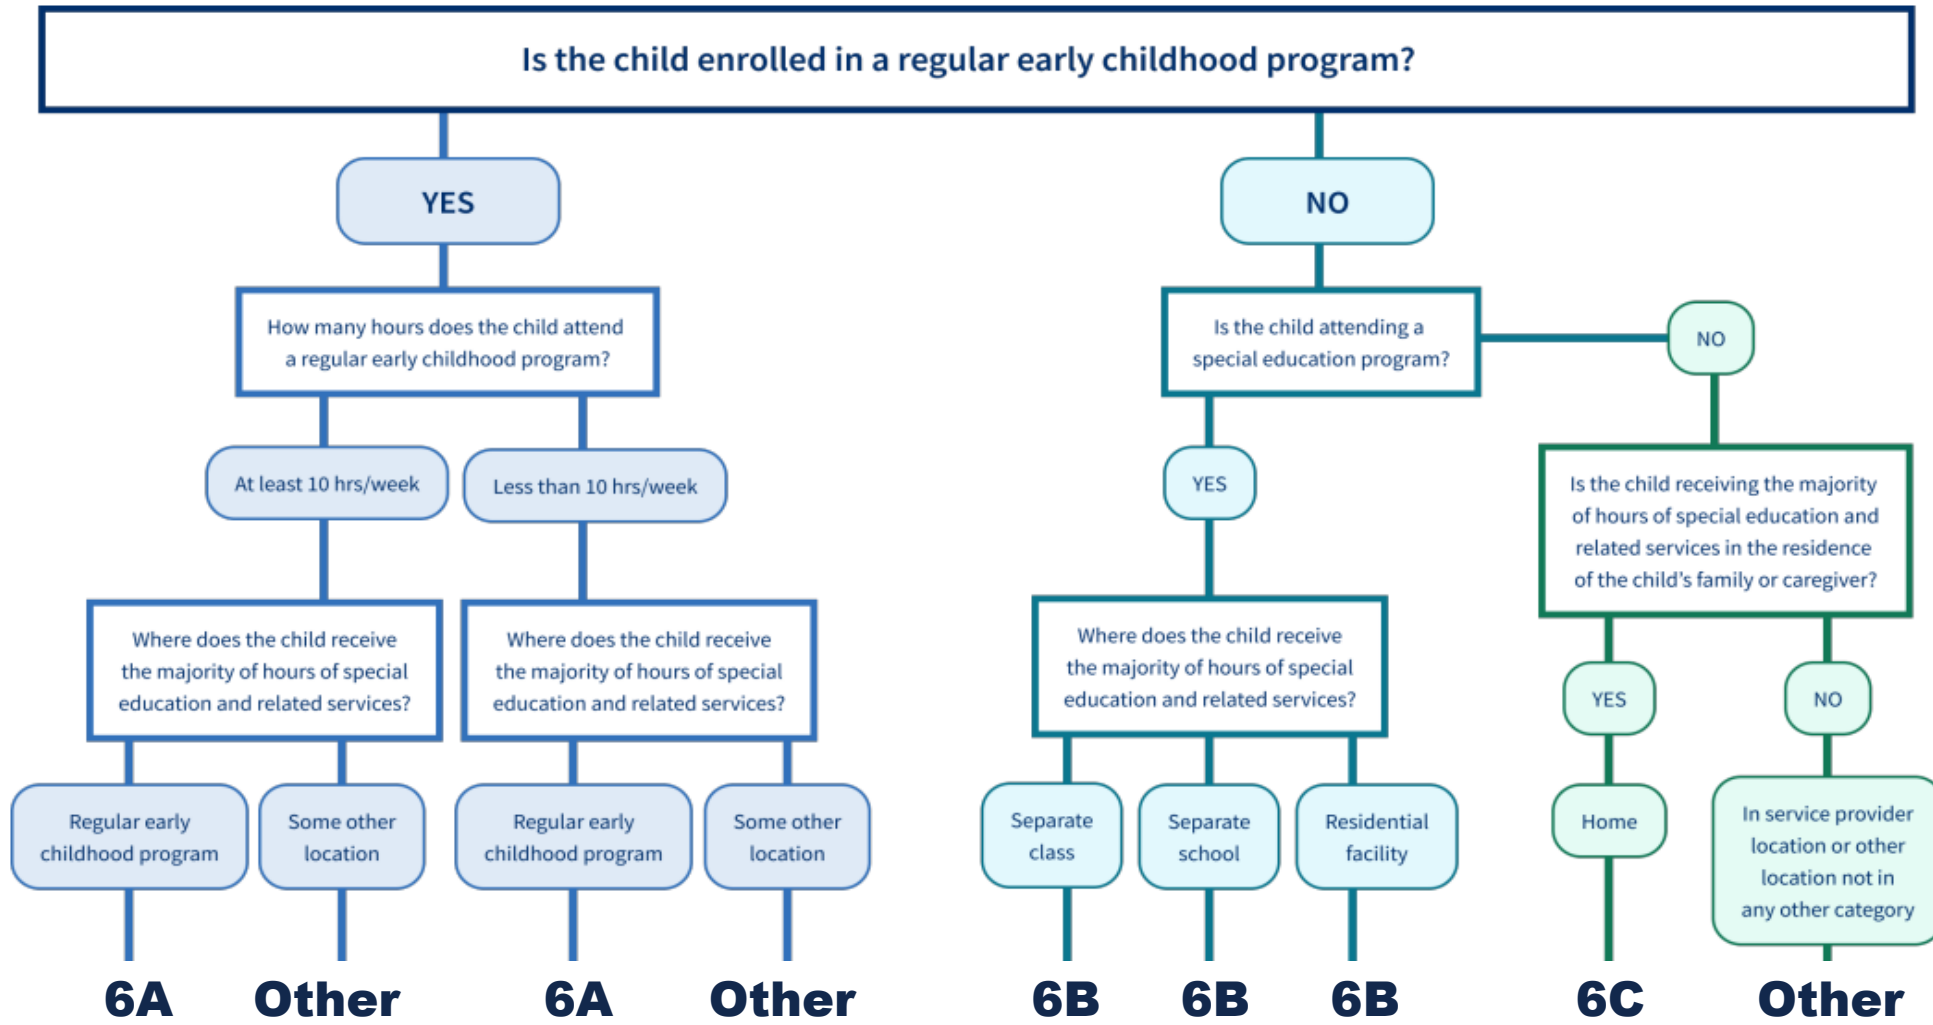 Is the child enrolled in a regular early childhood program?
YES
NO
How many hours does the child attend
a regular early childhood program?
Is the child attending a
special education program?
NO
At least 10 hrs/week
Less than 10 hrs/week
YES
Is the child receiving the majority
of hours of special education and
related services in the residence
of the child's family or caregiver?
Where does the child receive
the majority of hours of special
education and related services?
Where does the child receive
the majority of hours of special
education and related services?
Where does the child receive
the majority of hours of special
education and related services?
YES
NO
Regular early
childhood program
Some other
location
Regular early
childhood program
Some other
location
Separate
class
Separate
school
Residential
facility
Home
In service provider
location or other
location not in
any other category
6A
Other
6A
Other
6B
6B
6B
6C
Other